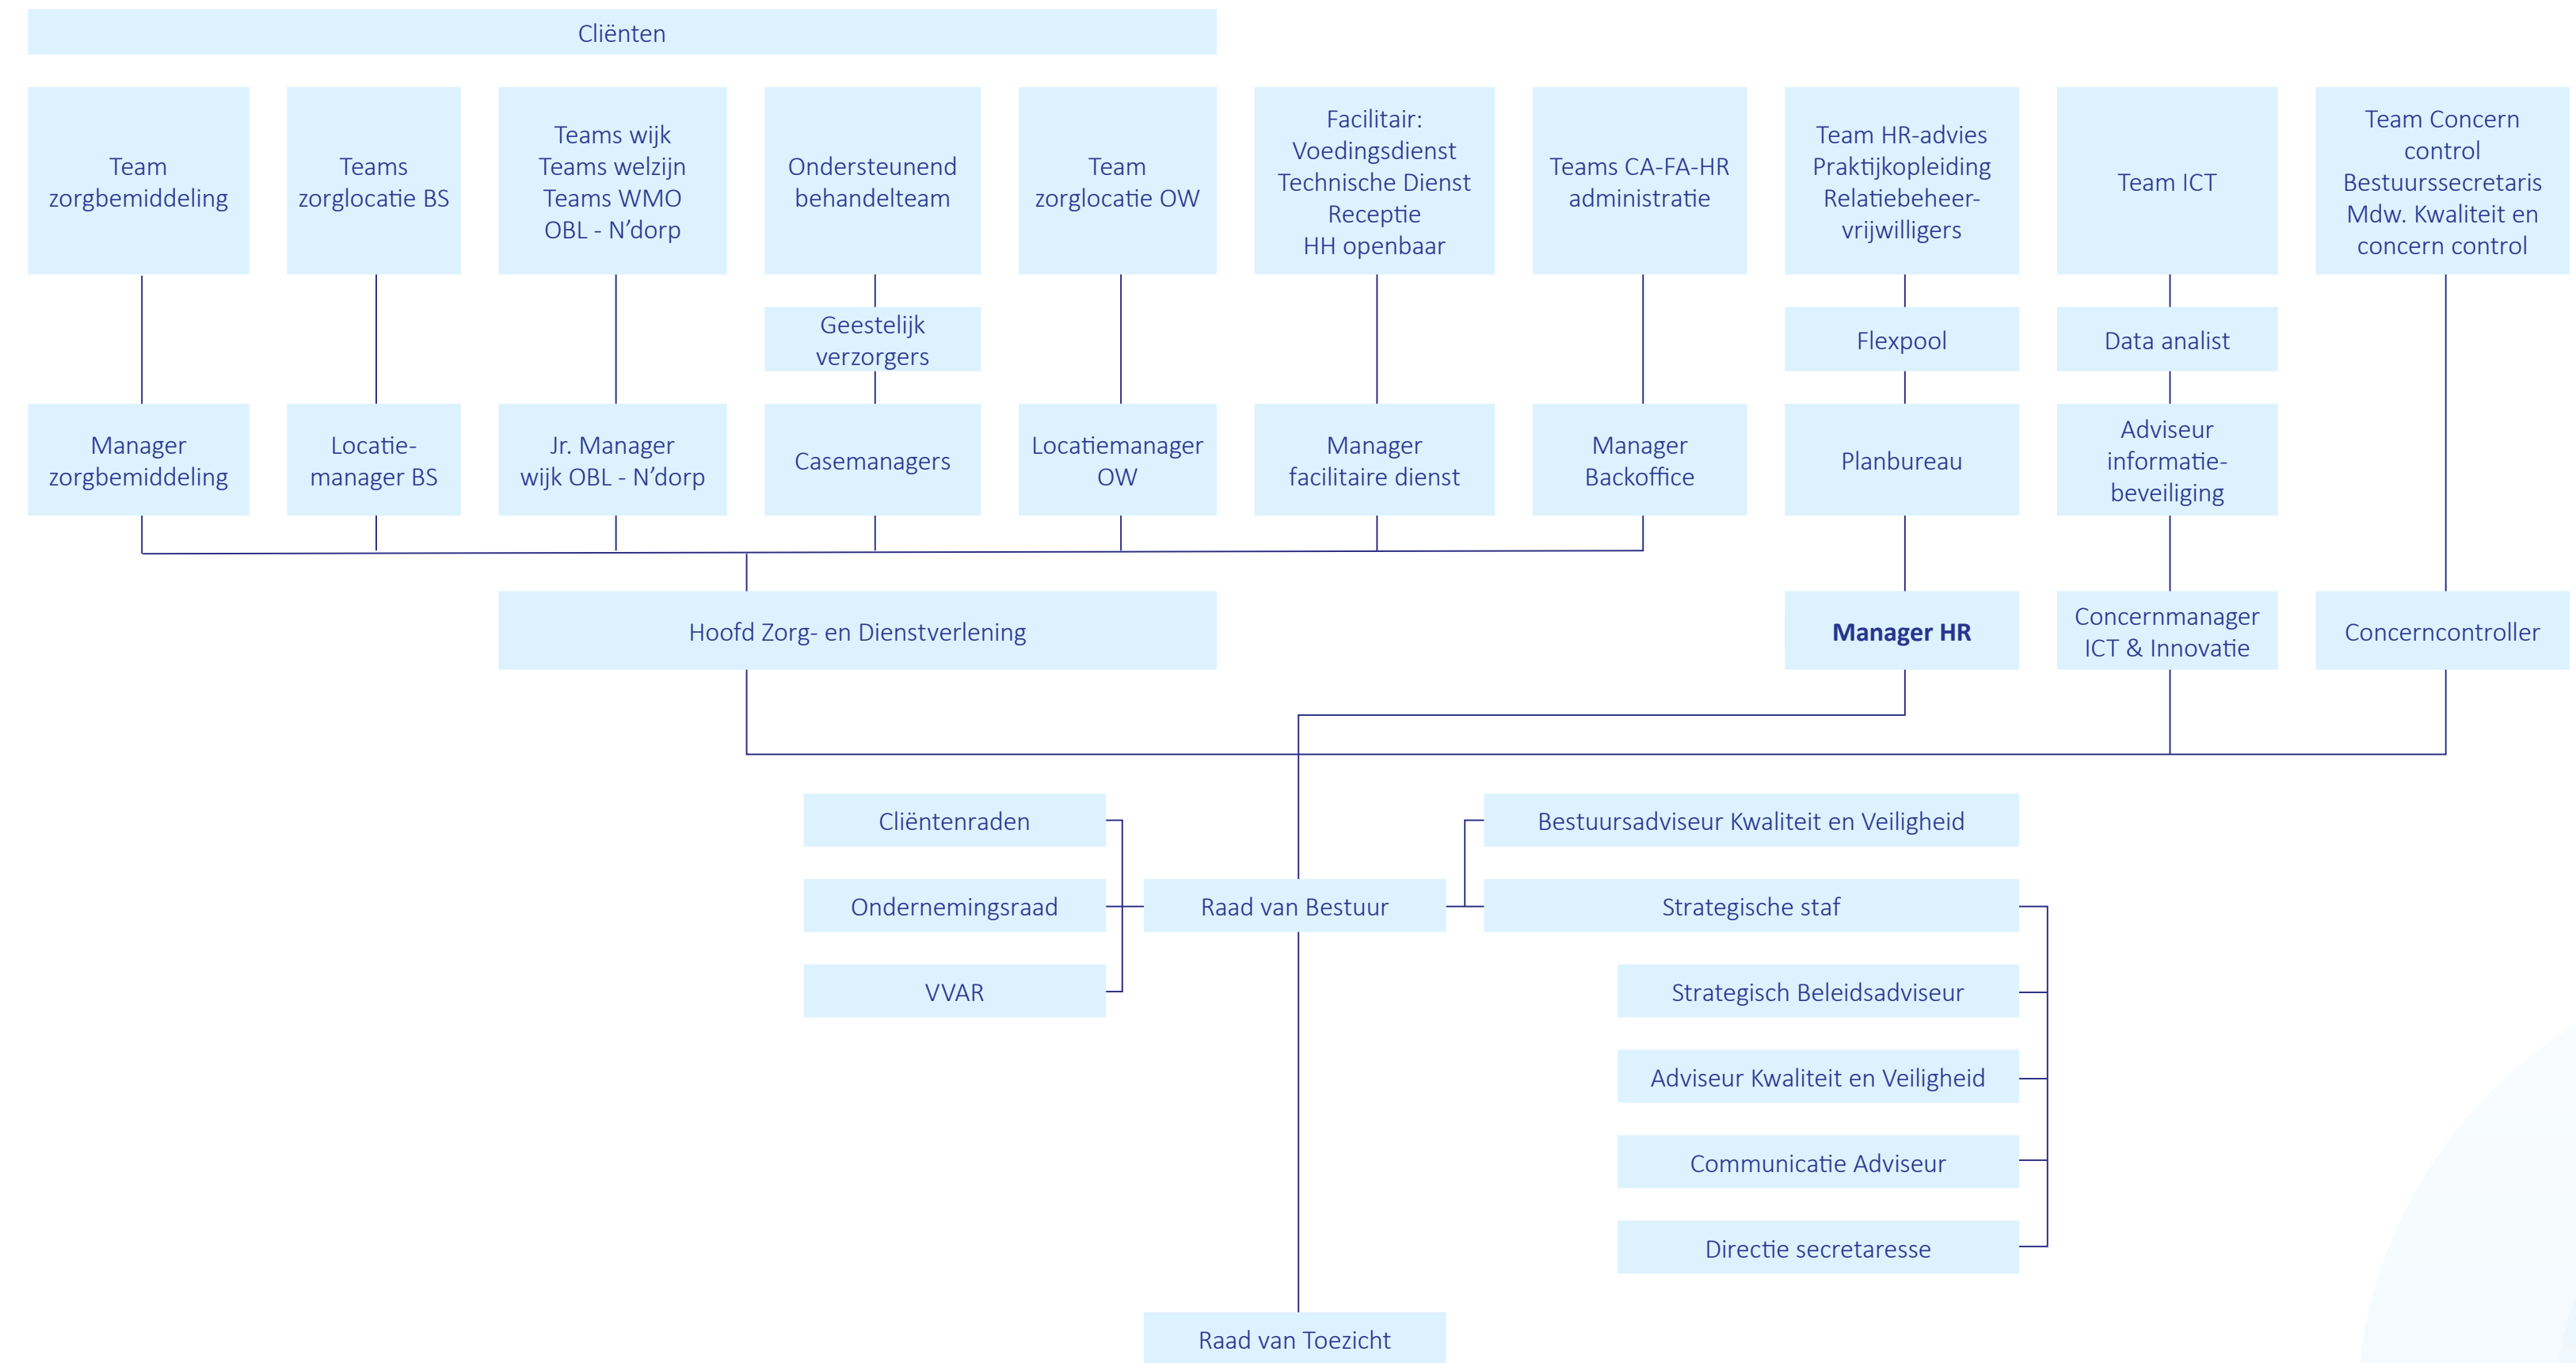 Cliënten
Team
zorgbemiddeling
Teams
zorglocatie BS
Teams wijk
Teams welzijn
Teams WMO
OBL - N’dorp
Ondersteunend
behandelteam
Team
zorglocatie OW
Facilitair:
Voedingsdienst
Technische Dienst
Receptie
HH openbaar
Teams CA-FA-HR
administratie
Team HR-advies
Praktijkopleiding
Relatiebeheer-
vrijwilligers
Team ICT
Team Concern
control
Bestuurssecretaris
Mdw. Kwaliteit en
concern control
Geestelijk
verzorgers
Flexpool
Data analist
Manager
zorgbemiddeling
Locatie-
manager BS
Jr. Manager
wijk OBL - N’dorp
Casemanagers
Locatiemanager
OW
Manager
facilitaire dienst
Manager
Backoffice
Planbureau
Adviseur
informatie-
beveiliging
Hoofd Zorg- en Dienstverlening
Manager HR
Concernmanager
ICT & Innovatie
Concerncontroller
Cliëntenraden
Bestuursadviseur Kwaliteit en Veiligheid
Ondernemingsraad
Raad van Bestuur
Strategische staf
VVAR
Strategisch Beleidsadviseur
Adviseur Kwaliteit en Veiligheid
Communicatie Adviseur
Directie secretaresse
Raad van Toezicht